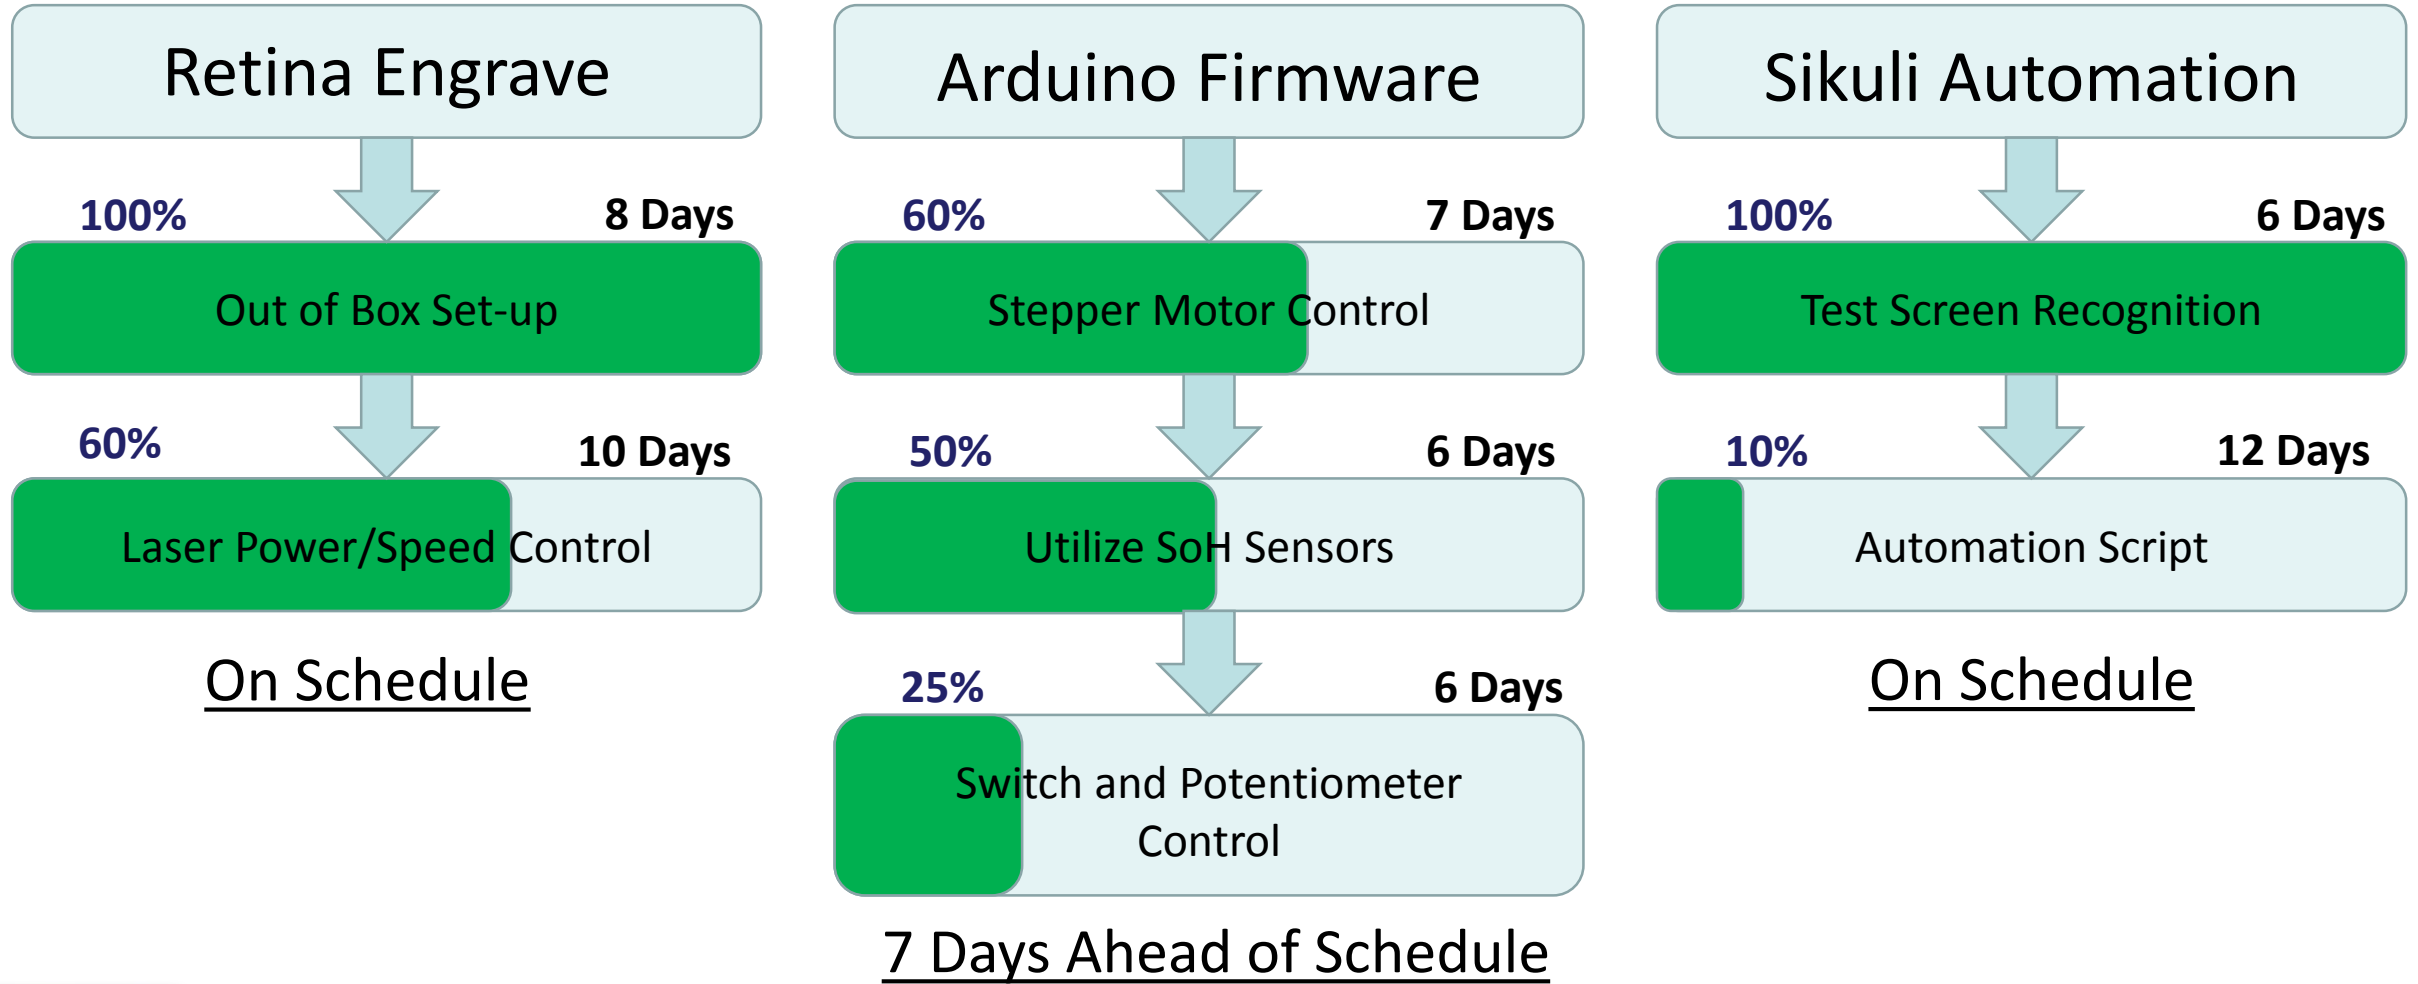 Retina Engrave
100% 8 Days
Out of Box Set-up
60% 10 Days
Laser Power/Speed Control
On Schedule
Arduino Firmware
60% 7 Days
Stepper Motor Control
50% 6 Days
Utilize SoH Sensors
25% 6 Days
Switch and Potentiometer
Control
7 Days Ahead of Schedule
Sikuli Automation
100% 6 Days
Test Screen Recognition
10% 12 Days
Automation Script
On Schedule